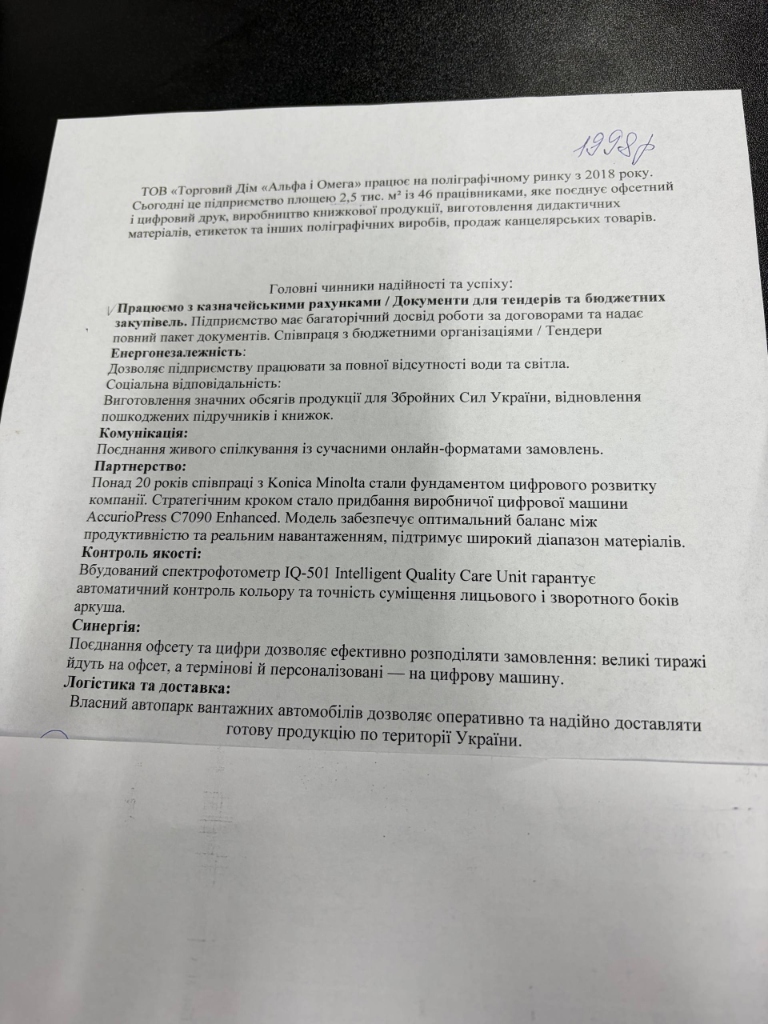 1998р
ТОВ «Торговий Дім «Альфа і Омега» працює на поліграфічному ринку з 2018 року.
Сьогодні це підприємство площею 2,5 тис. м² із 46 працівниками, яке поєднує офсетний
і цифровий друк, виробництво книжкової продукції, виготовлення дидактичних
матеріалів, етикеток та інших поліграфічних виробів, продаж канцелярських товарів.
Головні чинники надійності та успіху:
Працюємо з казначейськими рахунками / Документи для тендерів та бюджетних
закупівель. Підприємство має багаторічний досвід роботи за договорами та надає
повний пакет документів. Співпраця з бюджетними організаціями / Тендери
Енергонезалежність:
Дозволяє підприємству працювати за повної відсутності води та світла.
Соціальна відповідальність:
Виготовлення значних обсягів продукції для Збройних Сил України, відновлення
пошкоджених підручників і книжок.
Комунікація:
Поєднання живого спілкування із сучасними онлайн-форматами замовлень.
Партнерство:
Понад 20 років співпраці з Konica Minolta стали фундаментом цифрового розвитку
компанії. Стратегічним кроком стало придбання виробничої цифрової машини
AccurioPress C7090 Enhanced. Модель забезпечує оптимальний баланс між
продуктивністю та реальним навантаженням, підтримує широкий діапазон матеріалів.
Контроль якості:
Вбудований спектрофотометр IQ-501 Intelligent Quality Care Unit гарантує
автоматичний контроль кольору та точність суміщення лицьового і зворотного боків
аркуша.
Синергія:
Поєднання офсету та цифри дозволяє ефективно розподіляти замовлення: великі тиражі
йдуть на офсет, а термінові й персоналізовані — на цифрову машину.
Логістика та доставка:
Власний автопарк вантажних автомобілів дозволяє оперативно та надійно доставляти
готову продукцію по території України.